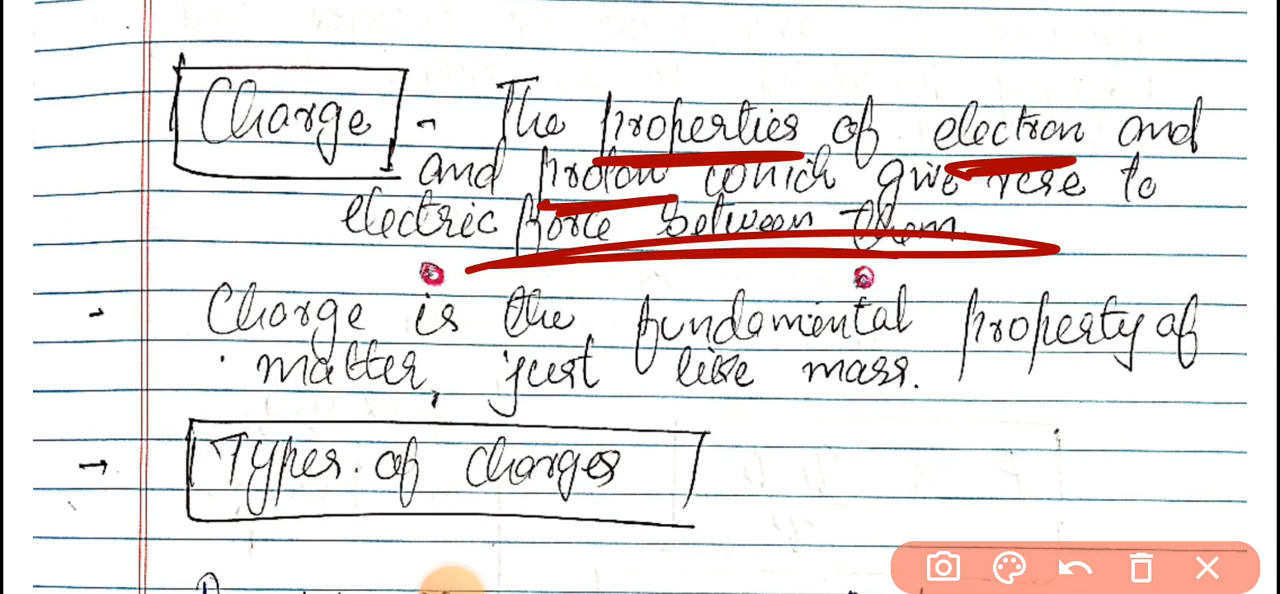 Charge - The properties of electron and
and proton which give rese to
electric force between them.
- Charge is the fundamental property of
matter, just like mass.
→ Types of charges